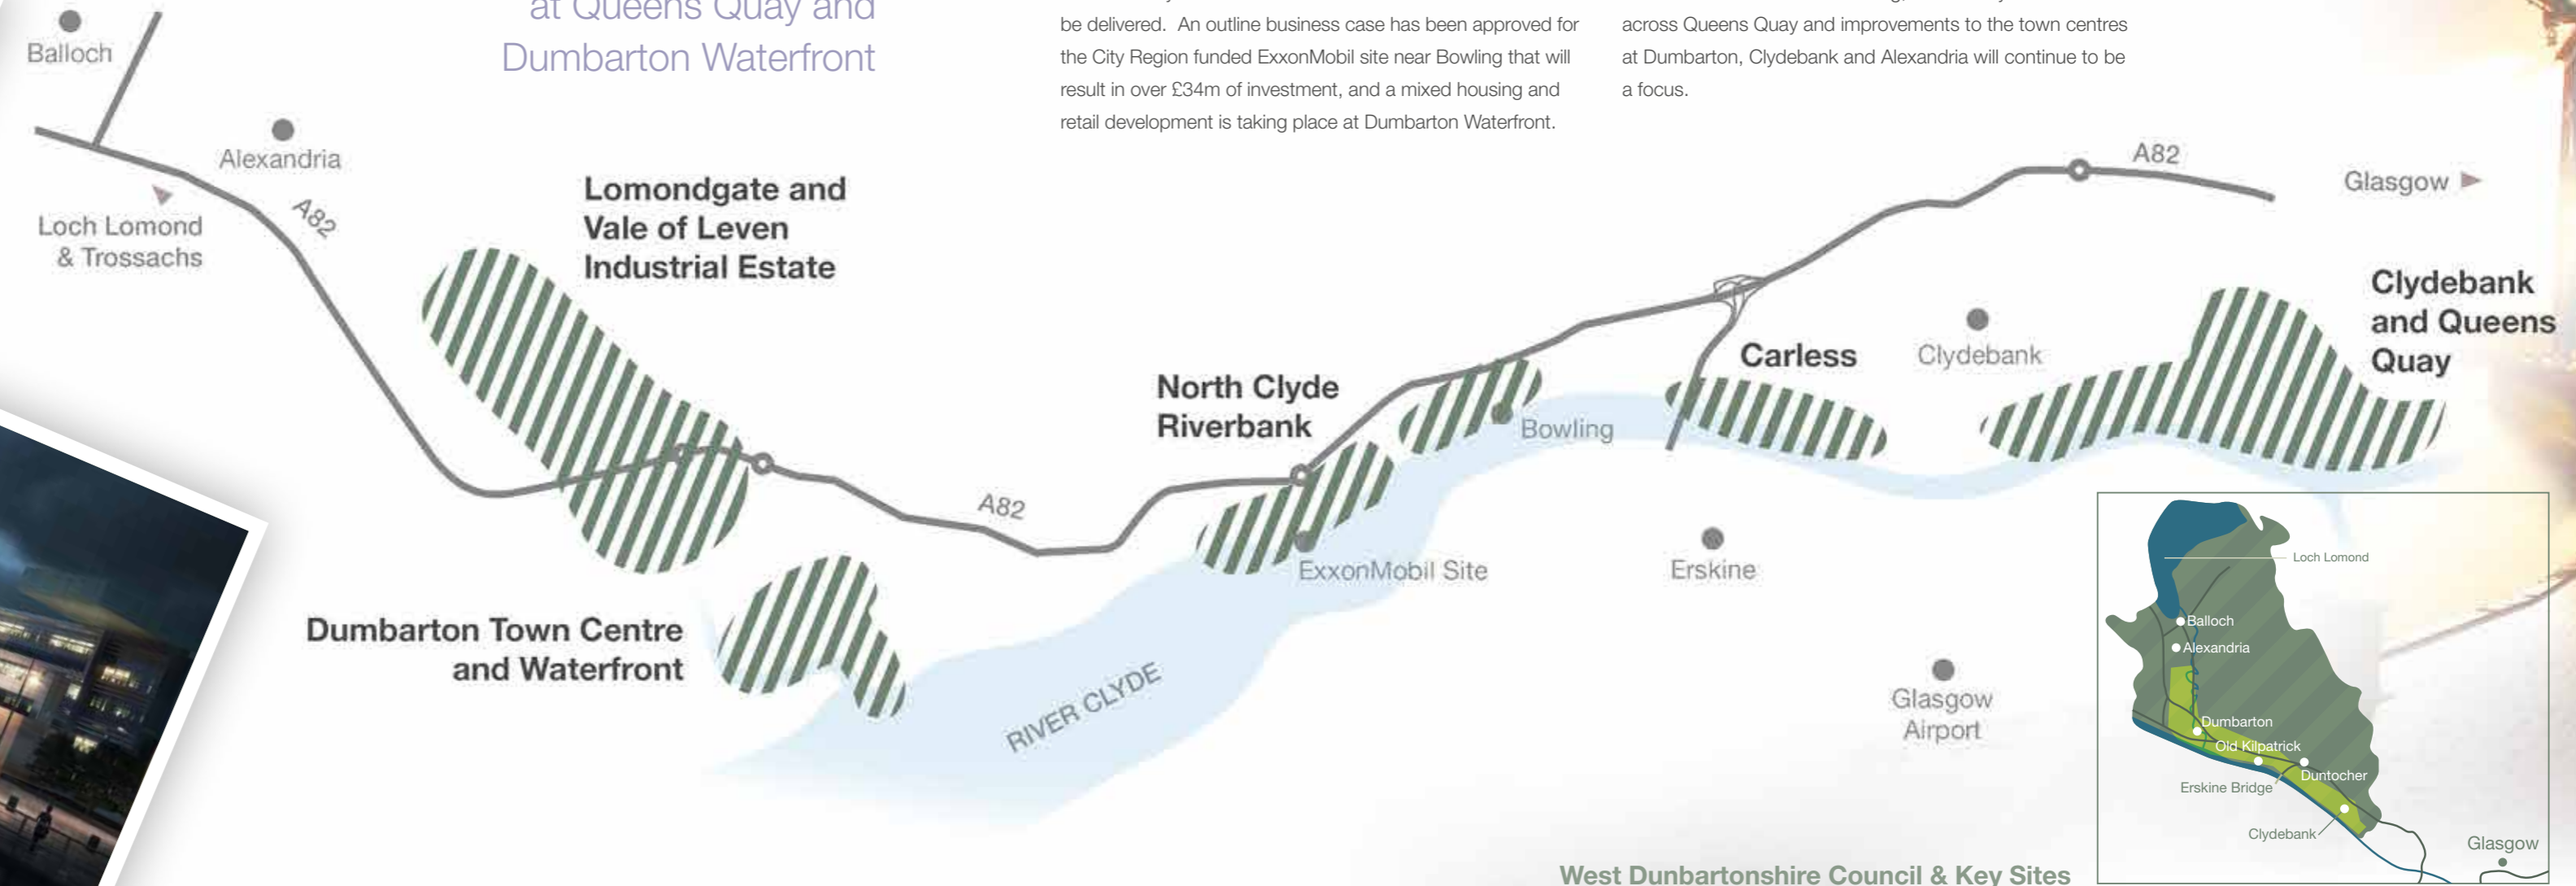 at Queens Quay and
Dumbarton Waterfront
be delivered.  An outline business case has been approved for
the City Region funded ExxonMobil site near Bowling that will
result in over £34m of investment, and a mixed housing and
retail development is taking place at Dumbarton Waterfront.
across Queens Quay and improvements to the town centres
at Dumbarton, Clydebank and Alexandria will continue to be
a focus.
Balloch
Alexandria
Loch Lomond
& Trossachs
A82
Lomondgate and
Vale of Leven
Industrial Estate
Dumbarton Town Centre
and Waterfront
A82
North Clyde
Riverbank
Bowling
ExxonMobil Site
RIVER CLYDE
Carless
Clydebank
A82
Glasgow
Clydebank
and Queens
Quay
Erskine
Glasgow
Airport
Loch Lomond
Balloch
Alexandria
Dumbarton
Old Kilpatrick
Duntocher
Erskine Bridge
Clydebank
Glasgow
West Dunbartonshire Council & Key Sites